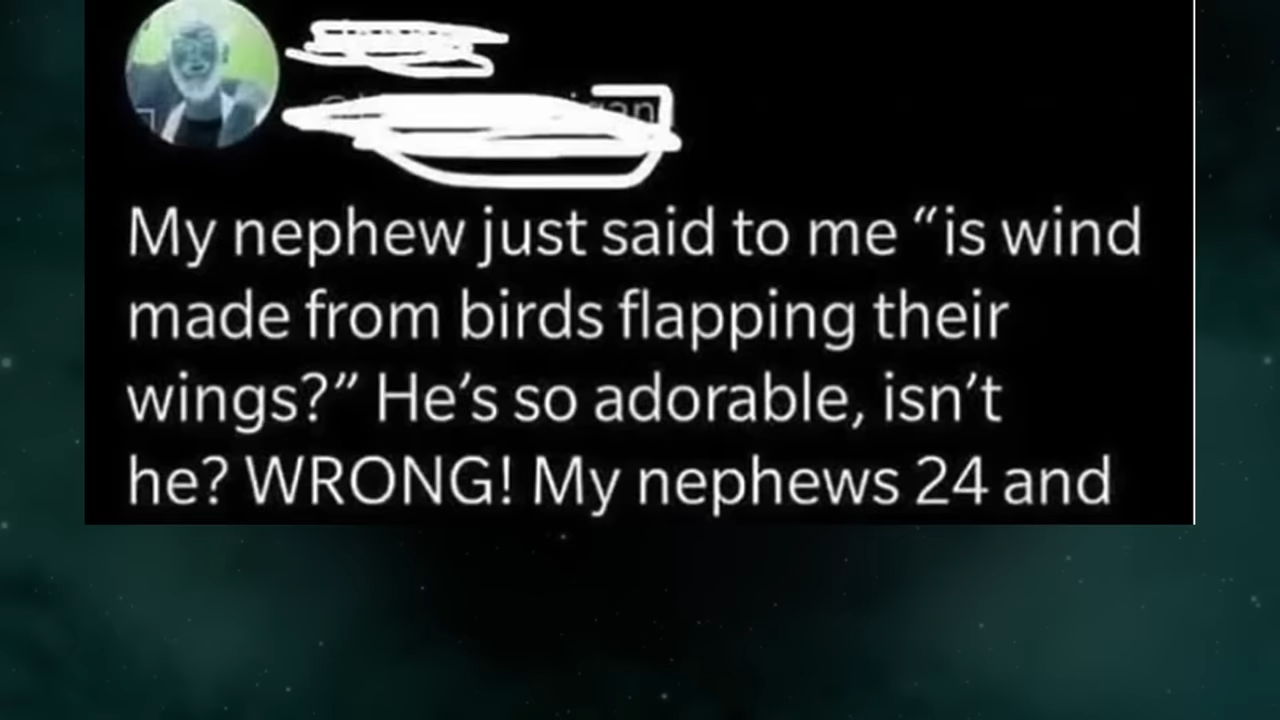 My nephew just said to me “is wind
made from birds flapping their
wings?” He’s so adorable, isn’t
he? WRONG! My nephews 24 and